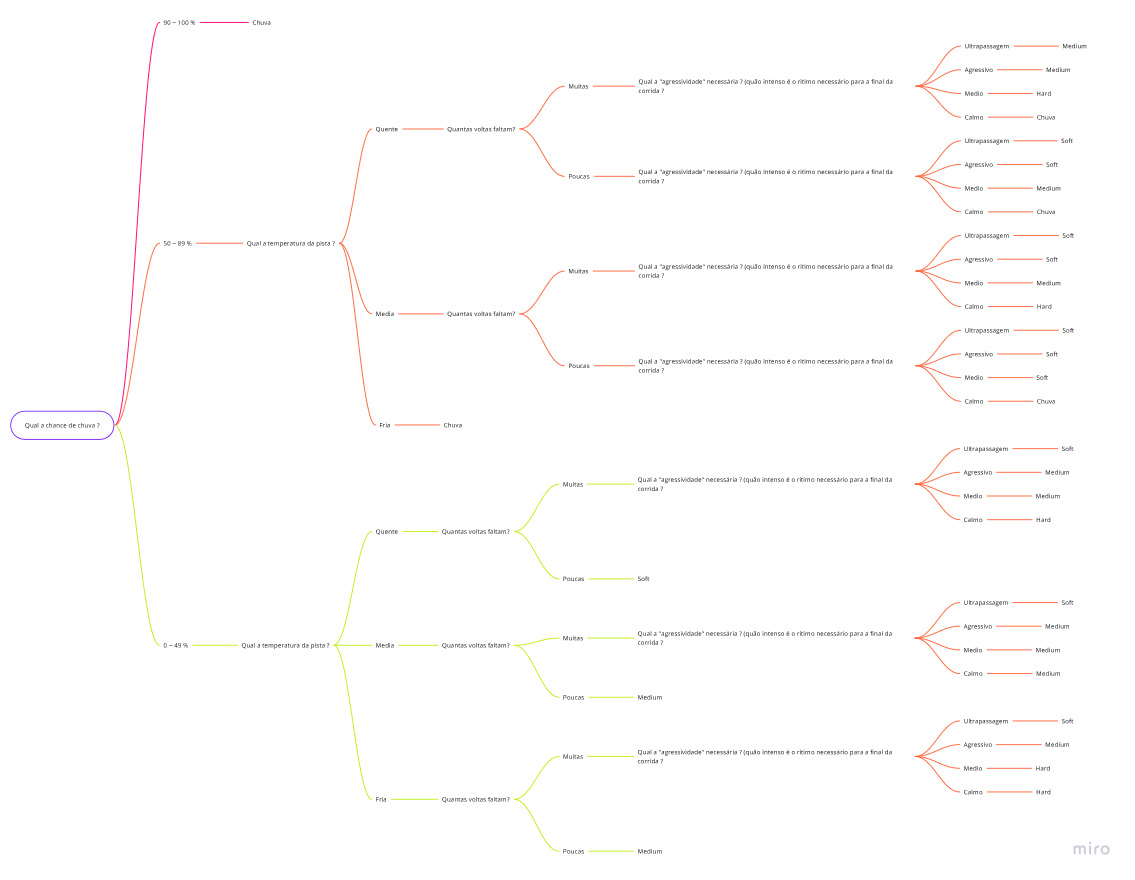 90 – 100 %
Chuva
50 – 89 %
Qual a temperatura da pista ?
Quente
Quantas voltas faltam?
Muitas
Qual a "agressividade" necessária ? (quão intenso é o ritimo necessário para a final da
corrida ?
Ultrapassagem
Medium
Agressivo
Medium
Medio
Hard
Calmo
Chuva
Poucas
Qual a "agressividade" necessária ? (quão intenso é o ritimo necessário para a final da
corrida ?
Ultrapassagem
Soft
Agressivo
Soft
Medio
Medium
Calmo
Chuva
Media
Quantas voltas faltam?
Muitas
Qual a "agressividade" necessária ? (quão intenso é o ritimo necessário para a final da
corrida ?
Ultrapassagem
Soft
Agressivo
Soft
Medio
Medium
Calmo
Hard
Poucas
Qual a "agressividade" necessária ? (quão intenso é o ritimo necessário para a final da
corrida ?
Ultrapassagem
Soft
Agressivo
Soft
Medio
Soft
Calmo
Chuva
Fria
Chuva
Qual a chance de chuva ?
0 – 49 %
Qual a temperatura da pista ?
Quente
Quantas voltas faltam?
Muitas
Qual a "agressividade" necessária ? (quão intenso é o ritimo necessário para a final da
corrida ?
Ultrapassagem
Soft
Agressivo
Medium
Medio
Medium
Calmo
Hard
Poucas
Soft
Media
Quantas voltas faltam?
Muitas
Qual a "agressividade" necessária ? (quão intenso é o ritimo necessário para a final da
corrida ?
Ultrapassagem
Soft
Agressivo
Medium
Medio
Medium
Calmo
Medium
Poucas
Medium
Fria
Quantas voltas faltam?
Muitas
Qual a "agressividade" necessária ? (quão intenso é o ritimo necessário para a final da
corrida ?
Ultrapassagem
Soft
Agressivo
Medium
Medio
Hard
Calmo
Hard
Poucas
Medium
miro